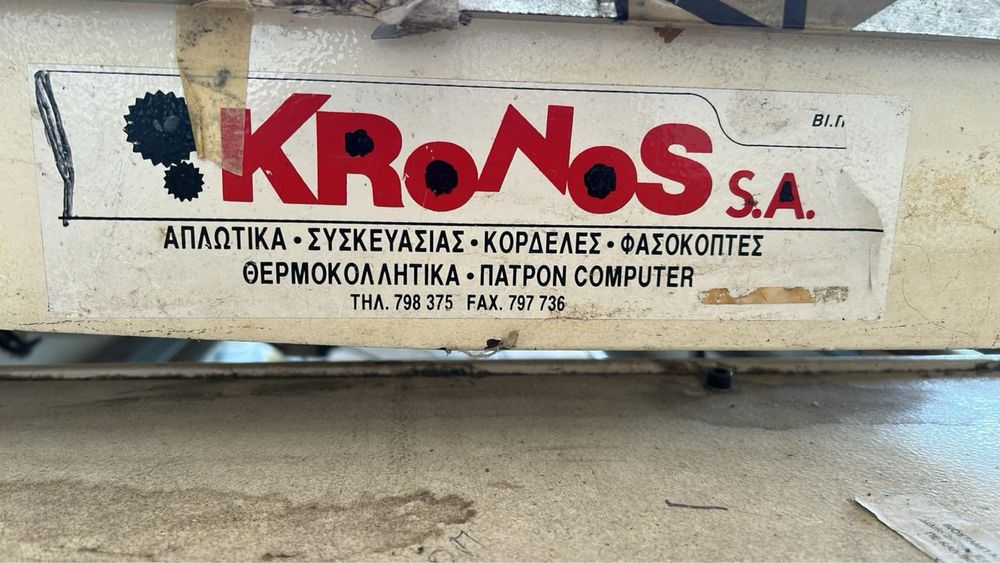 KRONOS S.A.
ΑΠΛΩΤΙΚΑ • ΣΥΣΚΕΥΑΣΙΑΣ • ΚΟΡΔΕΛΕΣ • ΦΑΣΟΚΟΠΤΕΣ
ΘΕΡΜΟΚΟΛΛΗΤΙΚΑ • ΠΑΤΡΟΝ COMPUTER
ΤΗΛ. 798 375 FAX. 797 736